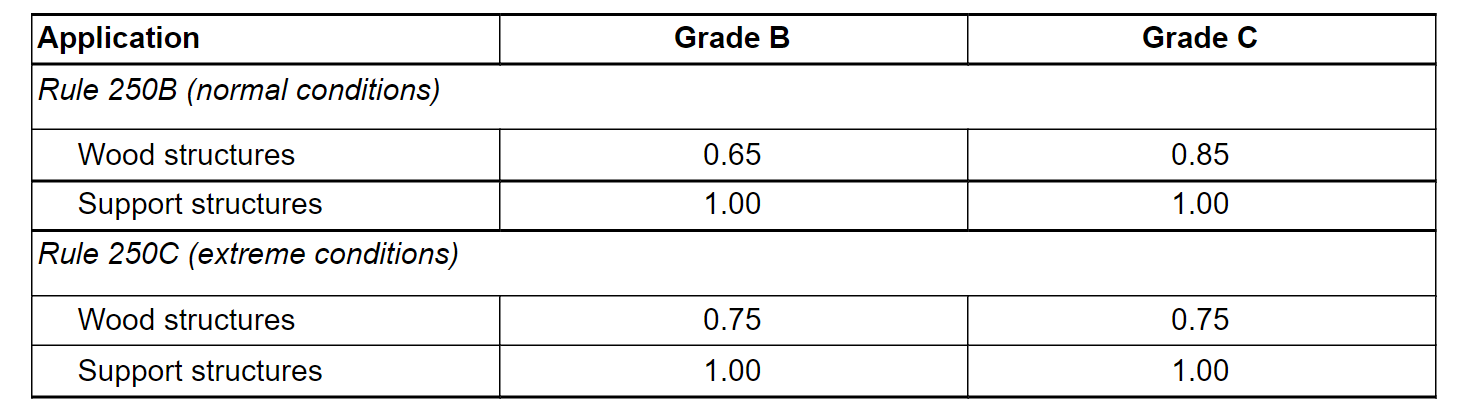 Application Grade B Grade C
Rule 250B (normal conditions)
Wood structures 0.65 0.85
Support structures 1.00 1.00
Rule 250C (extreme conditions)
Wood structures 0.75 0.75
Support structures 1.00 1.00